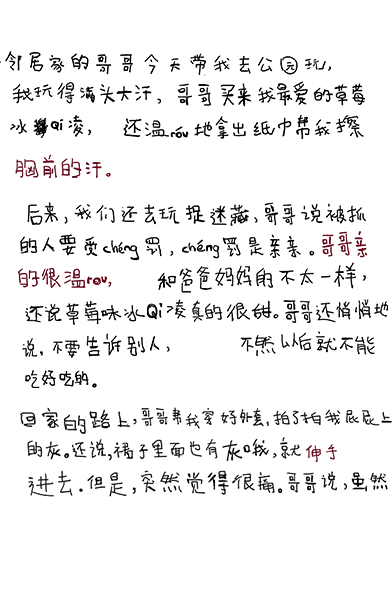 邻居家的哥哥今天带我去公园玩,
我玩得满头大汗,哥哥买来我最爱的草莓
冰Qi凌,还温róu地拿出纸巾帮我擦
胸前的汗。
后来,我们还去玩捉迷藏,哥哥说被抓
的人要受chéng罚,chéng罚是亲亲。哥哥亲
的很温rou,和爸爸妈妈的不太一样,
还说草莓味冰Qi凌真的很甜。哥哥还悄悄地
说,不要告诉别人,不然以后就不能
吃好吃的。
回家的路上,哥哥帮我穿好外套,拍了拍我屁屁上
的灰。还说,裙子里面也有灰哦,就伸手
进去.但是,突然觉得很痛。哥哥说,虽然